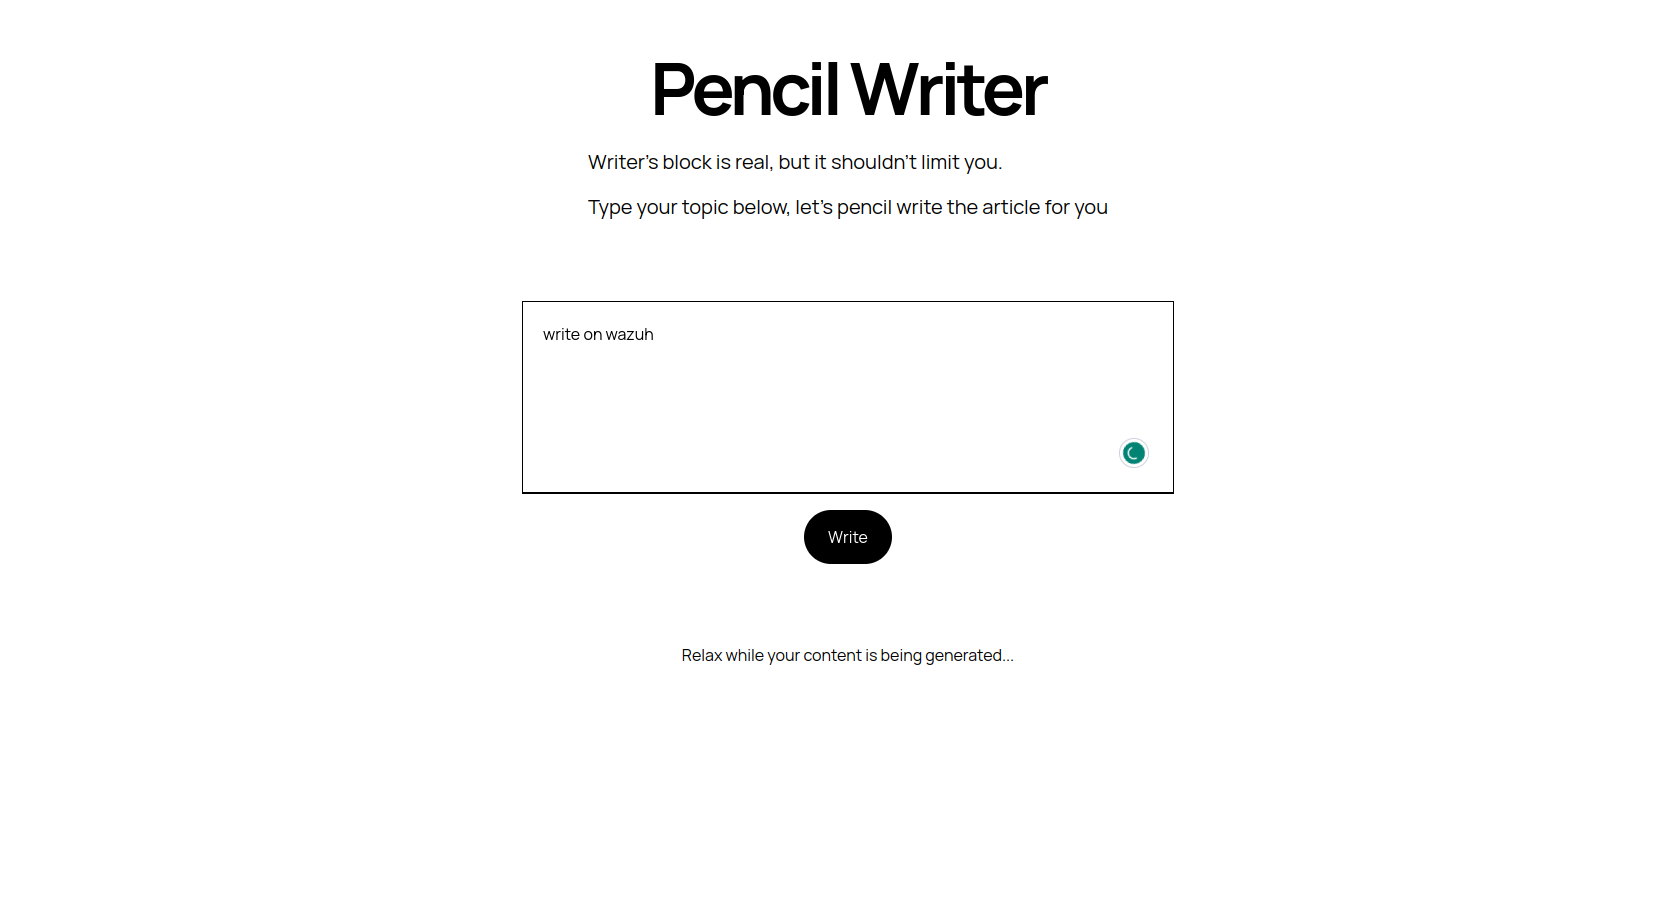 Pencil Writer
Writer's block is real, but it shouldn't limit you.
Type your topic below, let's pencil write the article for you
write on wazuh
Write
Relax while your content is being generated...